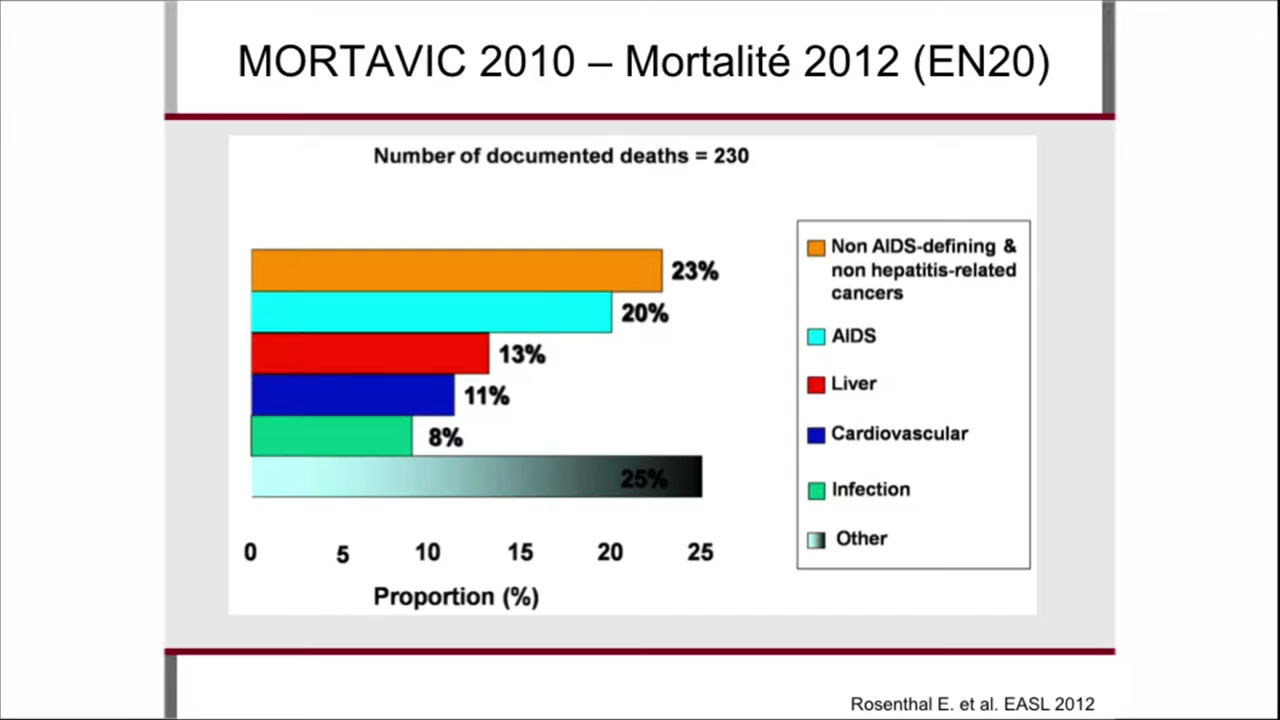 MORTAVIC 2010 – Mortalité 2012 (EN20)
Number of documented deaths = 230
23%
20%
13%
11%
8%
25%
0 5 10 15 20 25
Proportion (%)
Non AIDS-defining &
non hepatitis-related
cancers
AIDS
Liver
Cardiovascular
Infection
Other
Rosenthal E. et al. EASL 2012